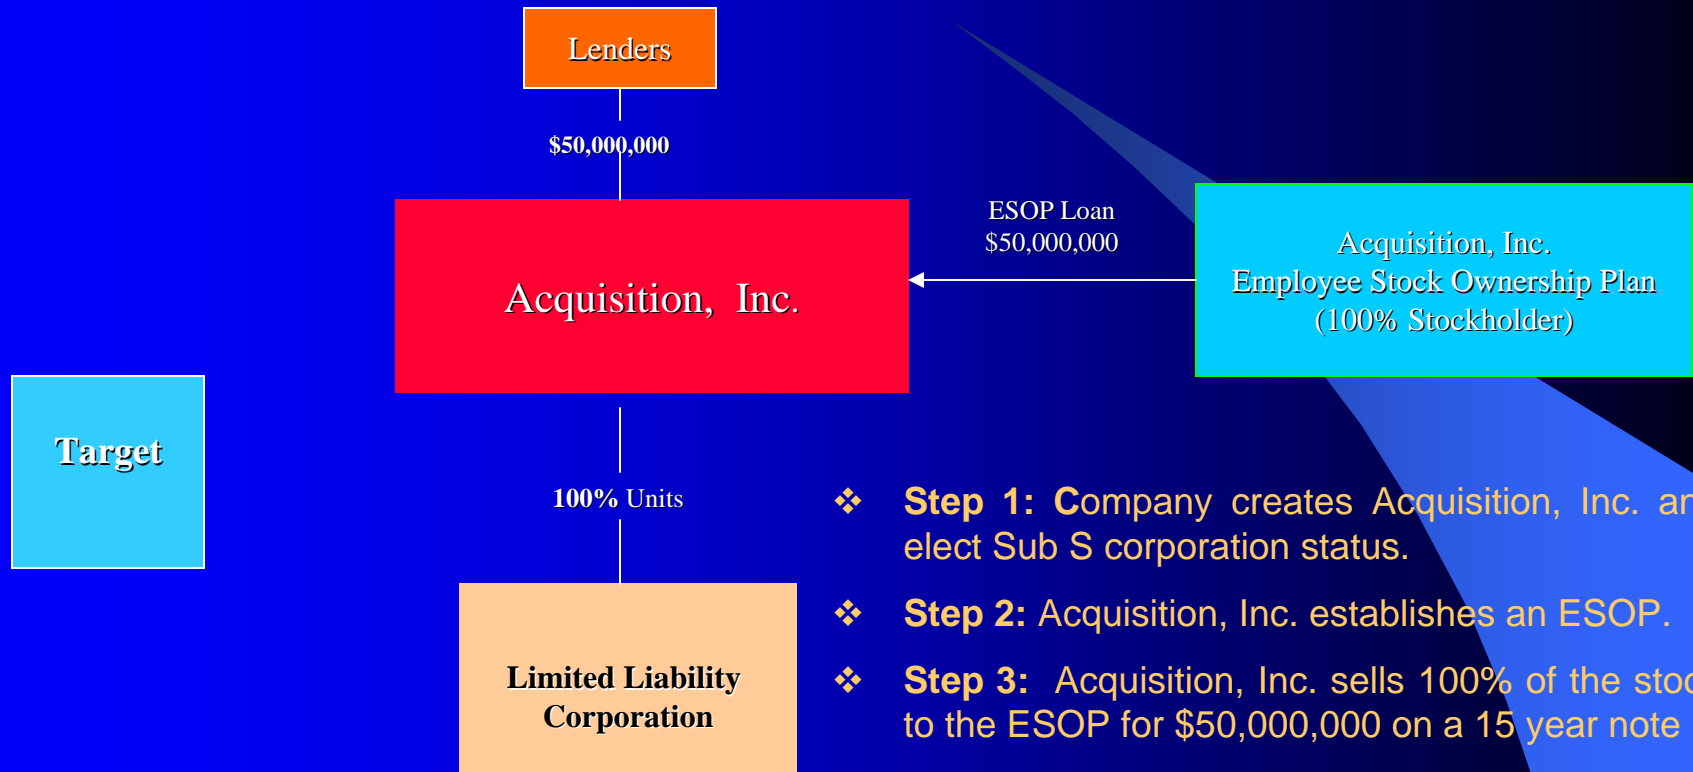 Lenders
$50,000,000
ESOP Loan
$50,000,000
Acquisition, Inc.
Employee Stock Ownership Plan
(100% Stockholder)
Acquisition, Inc.
Target
100% Units
Limited Liability
Corporation
❖ Step 1: Company creates Acquisition, Inc. an
elect Sub S corporation status.
❖ Step 2: Acquisition, Inc. establishes an ESOP.
❖ Step 3: Acquisition, Inc. sells 100% of the stoc
to the ESOP for $50,000,000 on a 15 year note